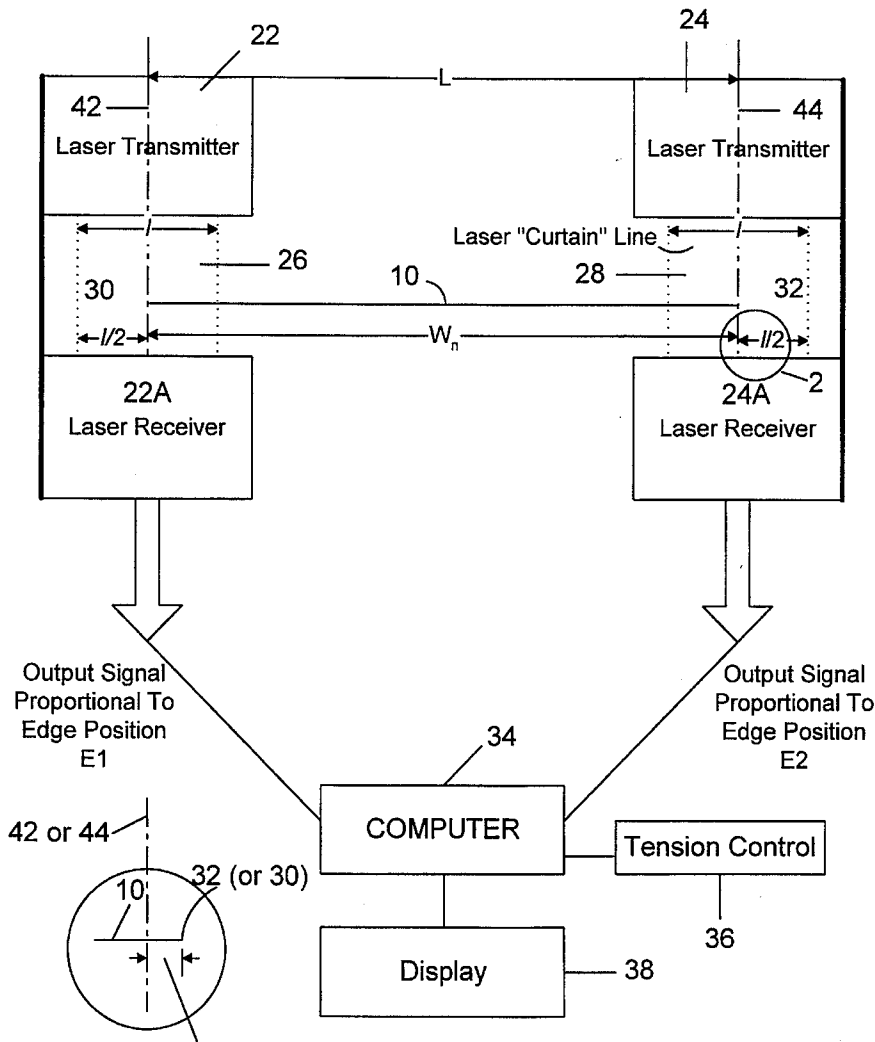 22
24
L
42
44
Laser Transmitter
Laser Transmitter
l
l
Laser "Curtain" Line
26
10
28
30
32
l/2
Wn
l/2
22A
Laser Receiver
24A
Laser Receiver
2
Output Signal
Proportional To
Edge Position
E1
Output Signal
Proportional To
Edge Position
E2
34
COMPUTER
Tension Control
36
42 or 44
32 (or 30)
10
Display
38